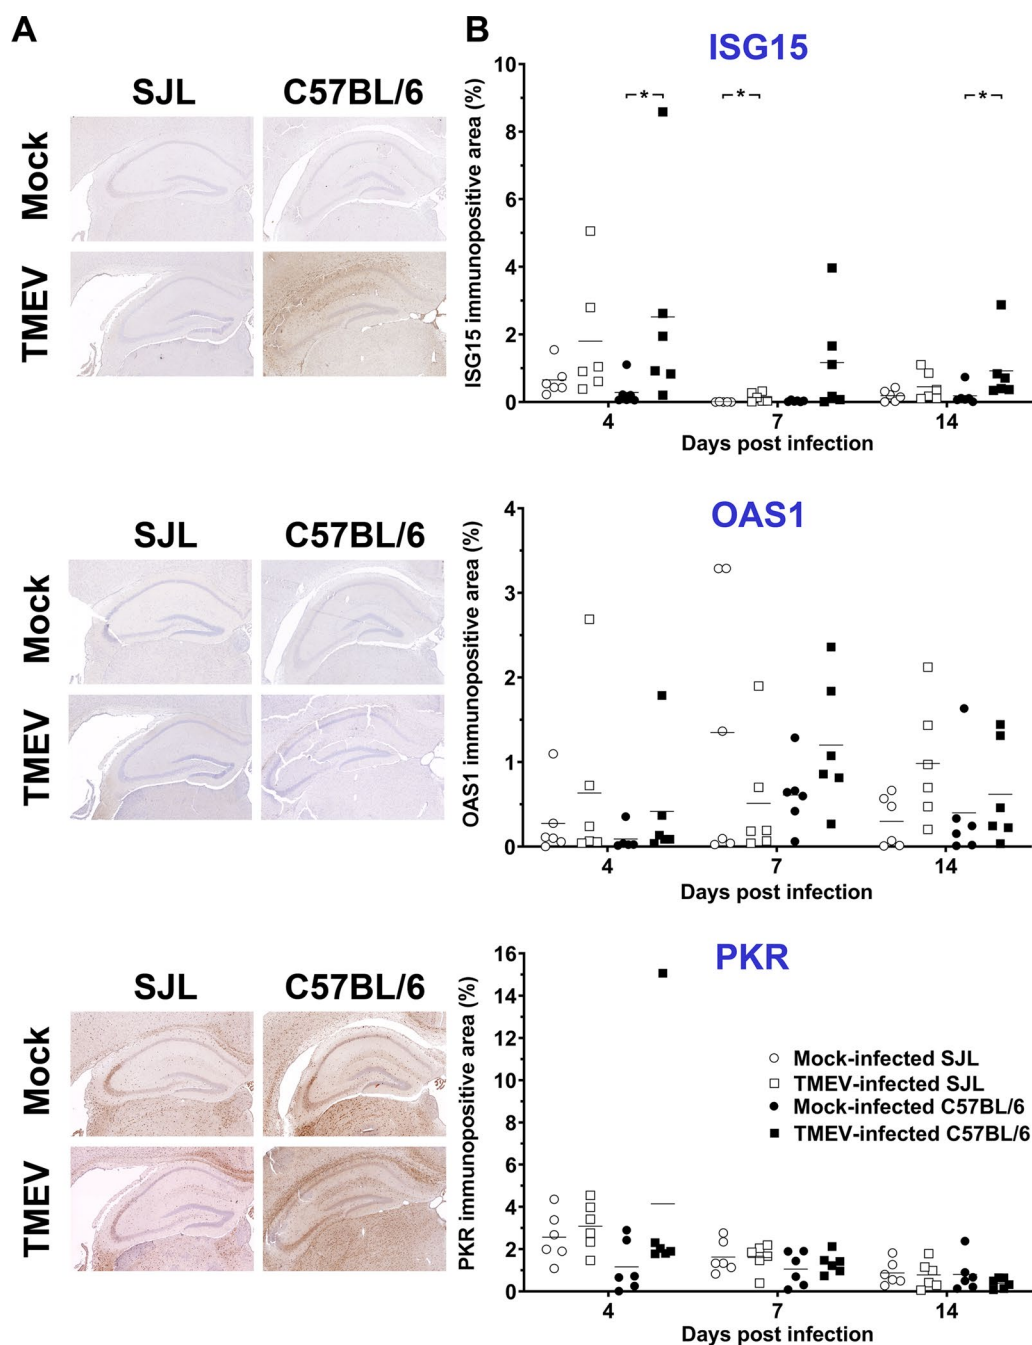 A
B
SJL
C57BL/6
Mock
TMEV
ISG15
ISG15 immunopositive area (%)
10
8
6
4
2
0
*
*
*
4
7
14
Days post infection
SJL
C57BL/6
Mock
TMEV
OAS1
OAS1 immunopositive area (%)
4
3
2
1
0
4
7
14
Days post infection
SJL
C57BL/6
Mock
TMEV
PKR
PKR immunopositive area (%)
16
14
12
10
8
6
4
2
0
Mock-infected SJL
TMEV-infected SJL
Mock-infected C57BL/6
TMEV-infected C57BL/6
4
7
14
Days post infection